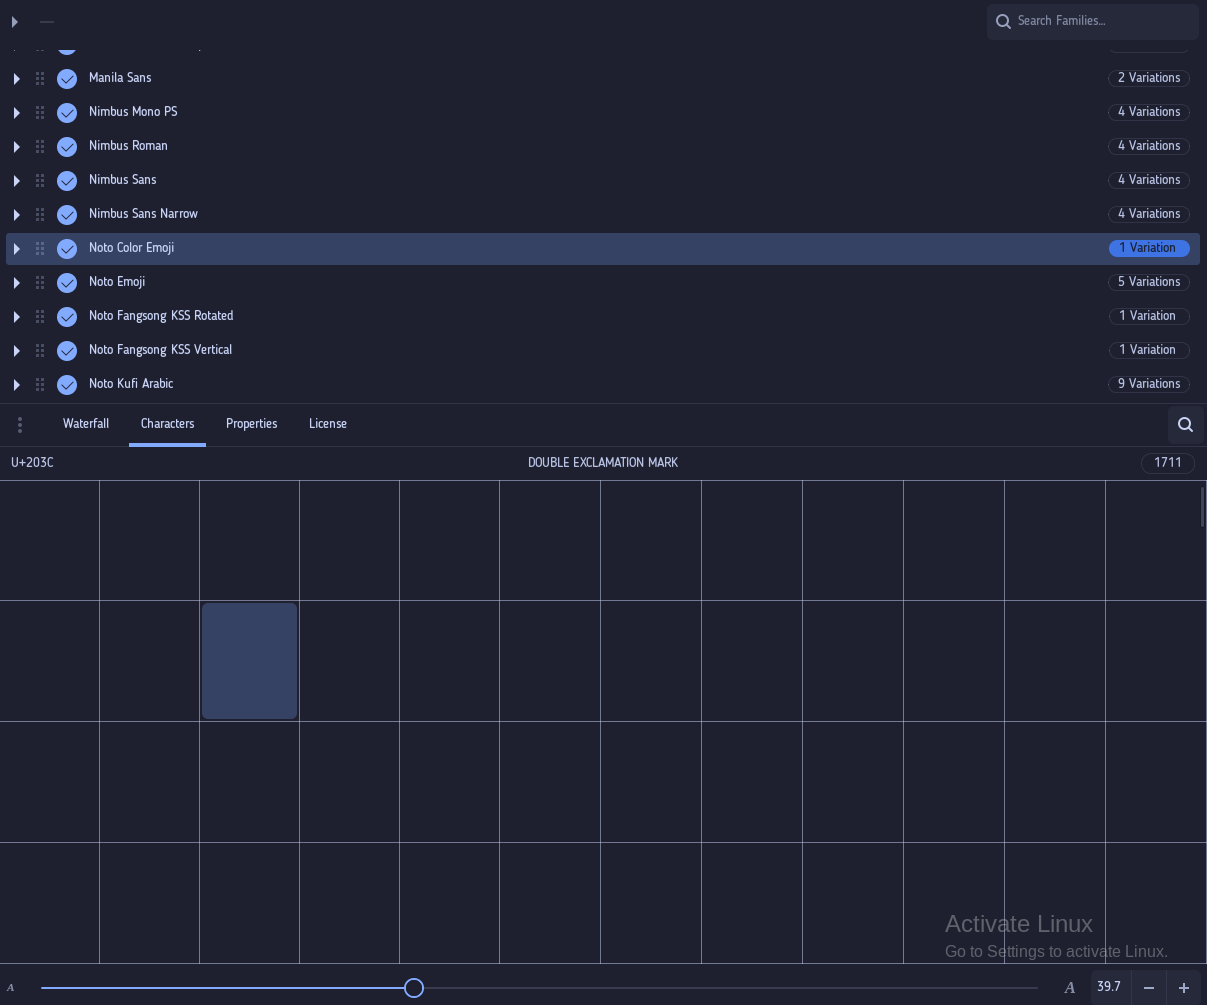 Search Families...
Manila Sans 2 Variations
Nimbus Mono PS 4 Variations
Nimbus Roman 4 Variations
Nimbus Sans 4 Variations
Nimbus Sans Narrow 4 Variations
Noto Color Emoji 1 Variation
Noto Emoji 5 Variations
Noto Fangsong KSS Rotated 1 Variation
Noto Fangsong KSS Vertical 1 Variation
Noto Kufi Arabic 9 Variations
Waterfall Characters Properties License
U+203C DOUBLE EXCLAMATION MARK 1711
Activate Linux
Go to Settings to activate Linux.
A A 39.7